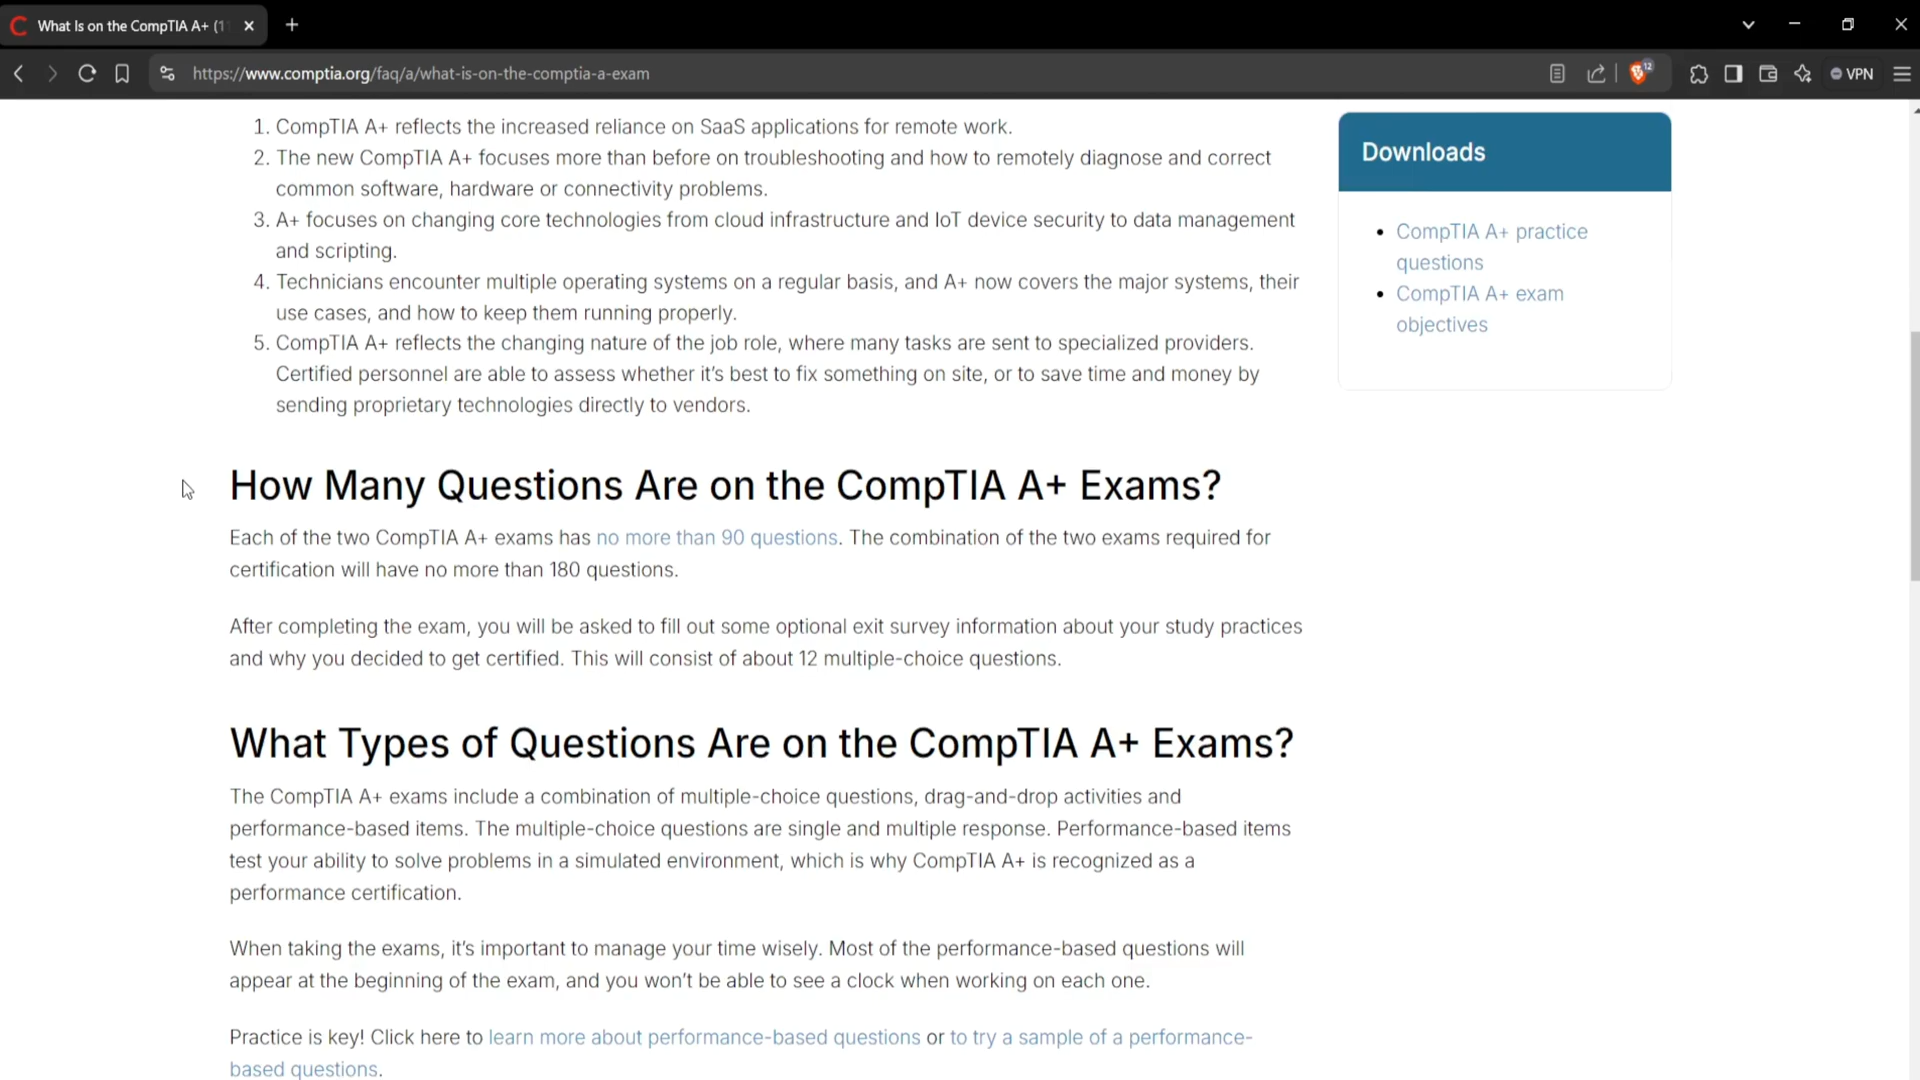 What Is on the CompTIA A+ (1
https://www.comptia.org/faq/a/what-is-on-the-comptia-a-exam
12
VPN
1. CompTIA A+ reflects the increased reliance on SaaS applications for remote work.
2. The new CompTIA A+ focuses more than before on troubleshooting and how to remotely diagnose and correct
common software, hardware or connectivity problems.
3. A+ focuses on changing core technologies from cloud infrastructure and IoT device security to data management
and scripting.
4. Technicians encounter multiple operating systems on a regular basis, and A+ now covers the major systems, their
use cases, and how to keep them running properly.
5. CompTIA A+ reflects the changing nature of the job role, where many tasks are sent to specialized providers.
Certified personnel are able to assess whether it’s best to fix something on site, or to save time and money by
sending proprietary technologies directly to vendors.
Downloads
• CompTIA A+ practice
questions
• CompTIA A+ exam
objectives
How Many Questions Are on the CompTIA A+ Exams?
Each of the two CompTIA A+ exams has no more than 90 questions. The combination of the two exams required for
certification will have no more than 180 questions.
After completing the exam, you will be asked to fill out some optional exit survey information about your study practices
and why you decided to get certified. This will consist of about 12 multiple-choice questions.
What Types of Questions Are on the CompTIA A+ Exams?
The CompTIA A+ exams include a combination of multiple-choice questions, drag-and-drop activities and
performance-based items. The multiple-choice questions are single and multiple response. Performance-based items
test your ability to solve problems in a simulated environment, which is why CompTIA A+ is recognized as a
performance certification.
When taking the exams, it’s important to manage your time wisely. Most of the performance-based questions will
appear at the beginning of the exam, and you won’t be able to see a clock when working on each one.
Practice is key! Click here to learn more about performance-based questions or to try a sample of a performance-
based questions.